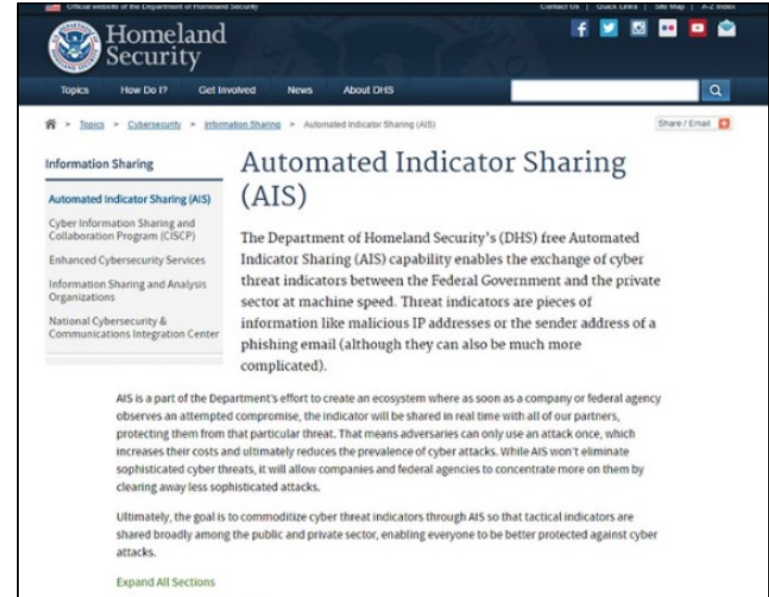 Official website of the Department of Homeland Security
Contact Us | Quick Links | Site Map | A-Z Index
Homeland
Security
Topics How Do I? Get Involved News About DHS
> Topics > Cybersecurity > Information Sharing > Automated Indicator Sharing (AIS)
Share / Email
Information Sharing
Automated Indicator Sharing (AIS)
Cyber Information Sharing and
Collaboration Program (CISCP)
Enhanced Cybersecurity Services
Information Sharing and Analysis
Organizations
National Cybersecurity &
Communications Integration Center
Automated Indicator Sharing
(AIS)
The Department of Homeland Security's (DHS) free Automated
Indicator Sharing (AIS) capability enables the exchange of cyber
threat indicators between the Federal Government and the private
sector at machine speed. Threat indicators are pieces of
information like malicious IP addresses or the sender address of a
phishing email (although they can also be much more
complicated).
AIS is a part of the Department's effort to create an ecosystem where as soon as a company or federal agency
observes an attempted compromise, the indicator will be shared in real time with all of our partners,
protecting them from that particular threat. That means adversaries can only use an attack once, which
increases their costs and ultimately reduces the prevalence of cyber attacks. While AIS won't eliminate
sophisticated cyber threats, it will allow companies and federal agencies to concentrate more on them by
clearing away less sophisticated attacks.
Ultimately, the goal is to commoditize cyber threat indicators through AIS so that tactical indicators are
shared broadly among the public and private sector, enabling everyone to be better protected against cyber
attacks.
Expand All Sections